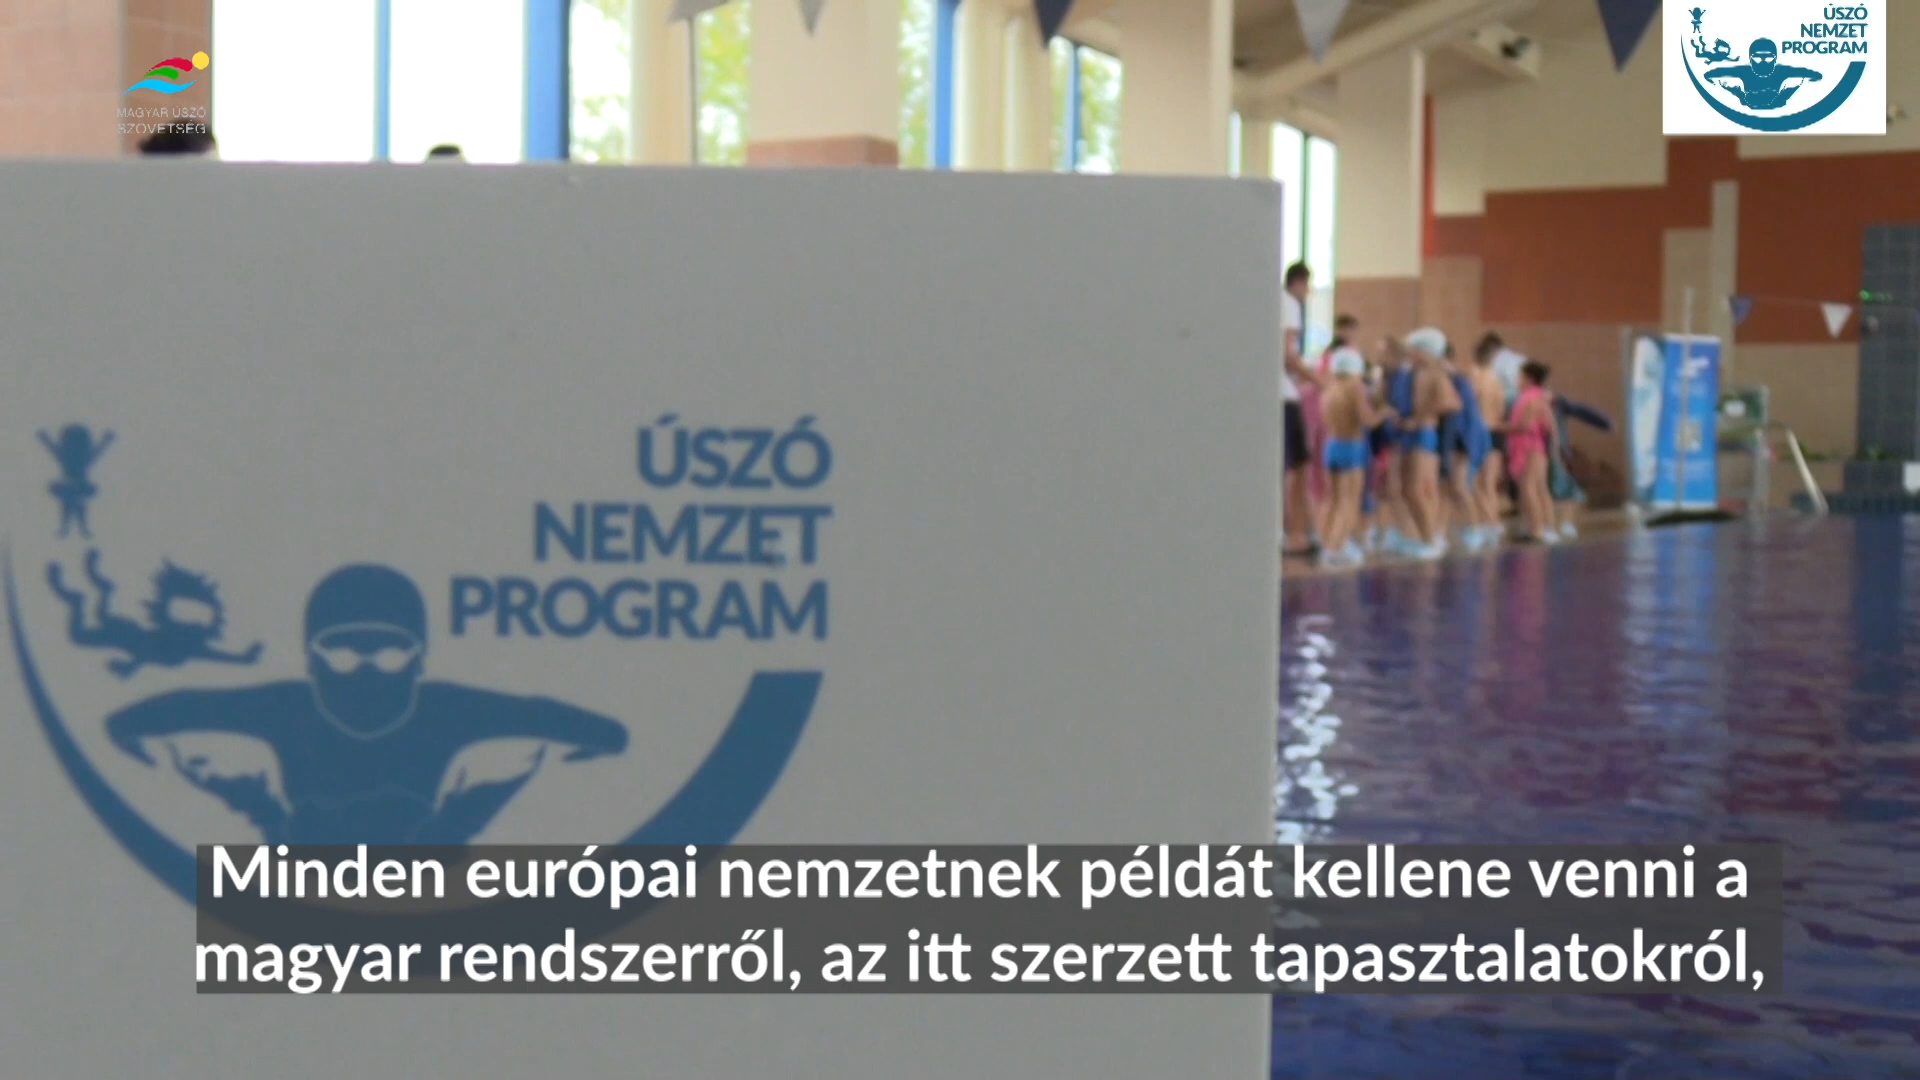 MAGYAR ÚSZÓ
SZÖVETSÉG
ÚSZÓ
NEMZET
PROGRAM
ÚSZÓ
NEMZET
PROGRAM
Minden európai nemzetnek példát kellene venni a
magyar rendszerről, az itt szerzett tapasztalatokról,